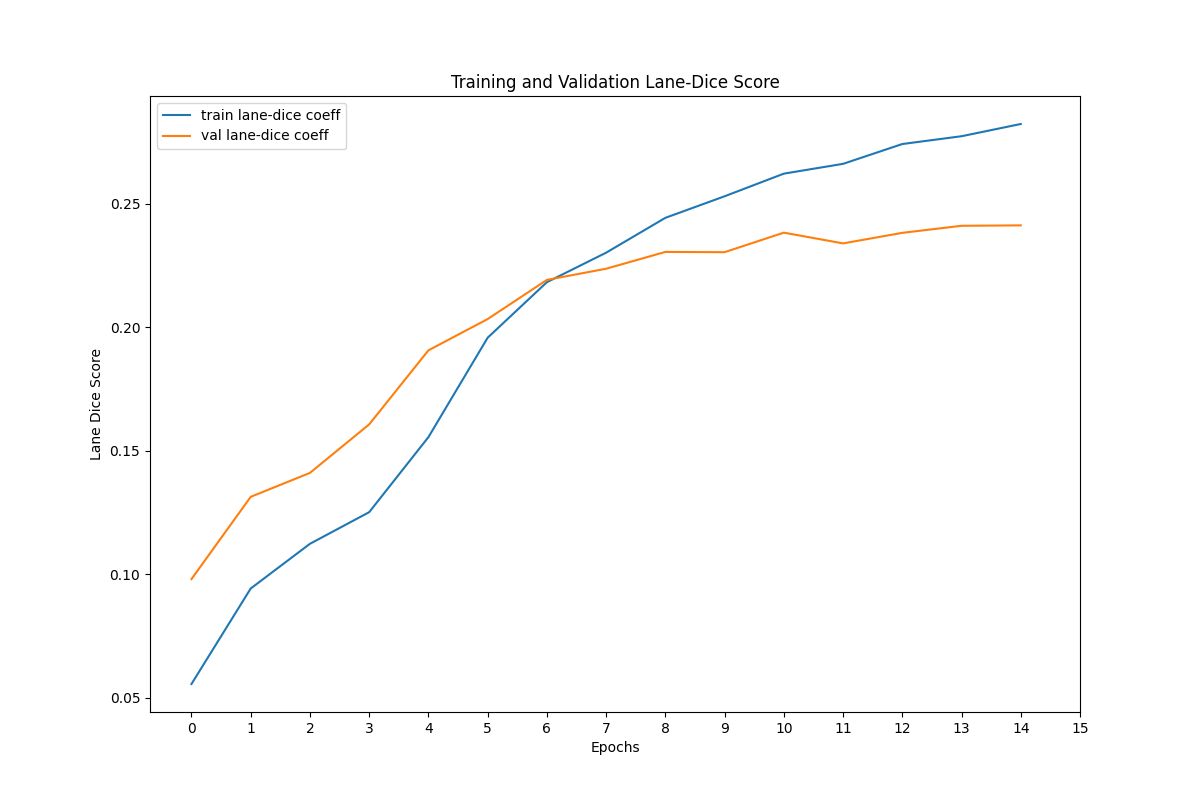 Training and Validation Lane-Dice Score
train lane-dice coeff
val lane-dice coeff
0.25
0.20
0.15
0.10
0.05
Lane Dice Score
0 1 2 3 4 5 6 7 8 9 10 11 12 13 14 15
Epochs